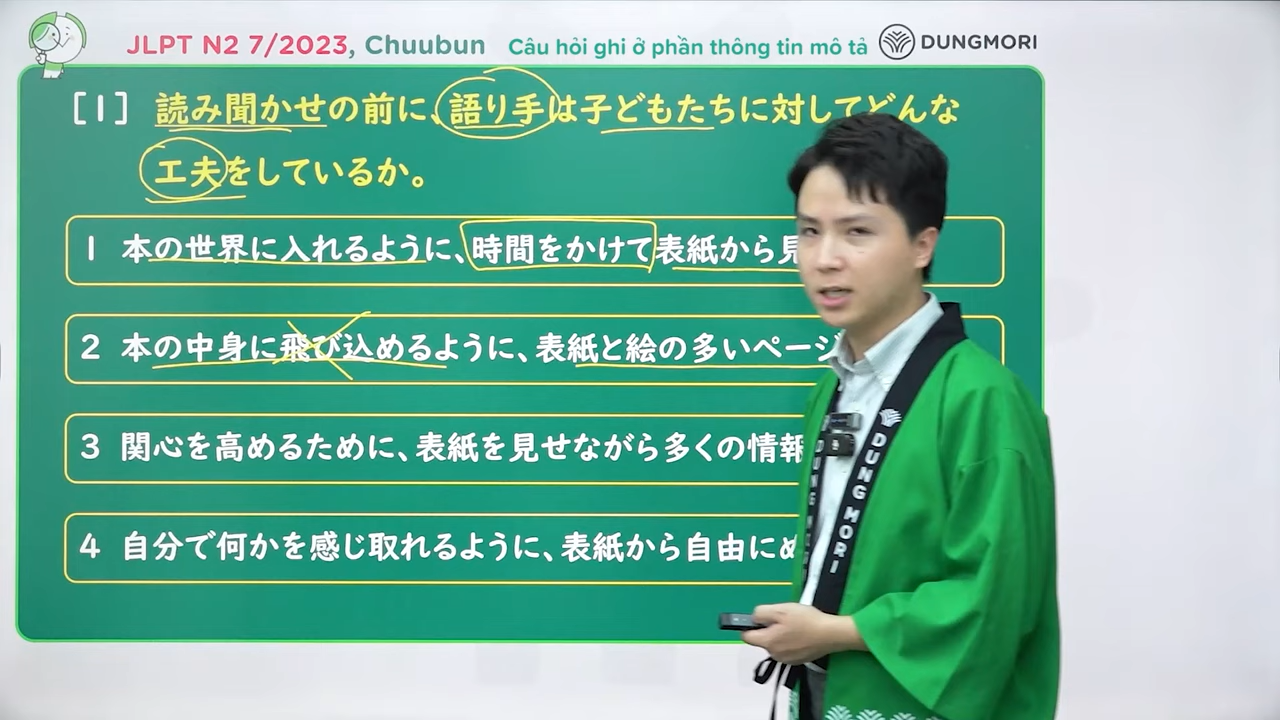 JLPT N2 7/2023, Chuubun Câu hỏi ghi ở phần thông tin mô tả DUNGMORI
[1] 読み聞かせの前に、語り手は子どもたちに対してどんな
工夫をしているか。
1 本の世界に入れるように、時間をかけて表紙から見
2 本の中身に飛び込めるように、表紙と絵の多いページ
3 関心を高めるために、表紙を見せながら多くの情報
4 自分で何かを感じ取れるように、表紙から自由に
DUNG MORI